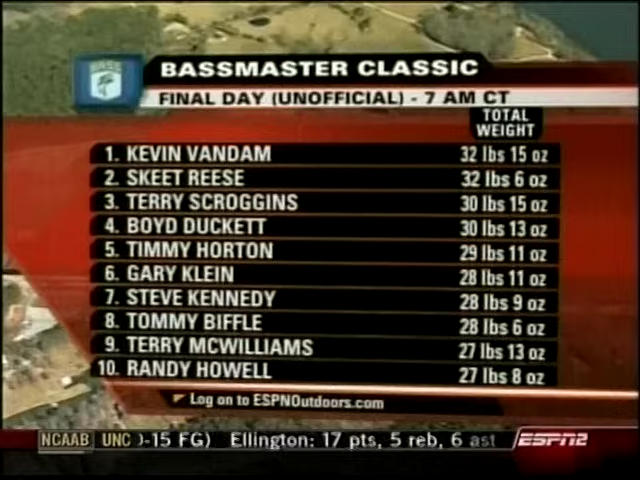 BASS
BASSMASTER CLASSIC
FINAL DAY (UNOFFICIAL) - 7 AM CT
TOTAL
WEIGHT
1. KEVIN VANDAM 32 lbs 15 oz
2. SKEET REESE 32 lbs 6 oz
3. TERRY SCROGGINS 30 lbs 15 oz
4. BOYD DUCKETT 30 lbs 13 oz
5. TIMMY HORTON 29 lbs 11 oz
6. GARY KLEIN 28 lbs 11 oz
7. STEVE KENNEDY 28 lbs 9 oz
8. TOMMY BIFFLE 28 lbs 6 oz
9. TERRY MCWILLIAMS 27 lbs 13 oz
10. RANDY HOWELL 27 lbs 8 oz
Log on to ESPNOutdoors.com
NCAAB UNC )-15 FG) Ellington: 17 pts, 5 reb, 6 ast ESPN2